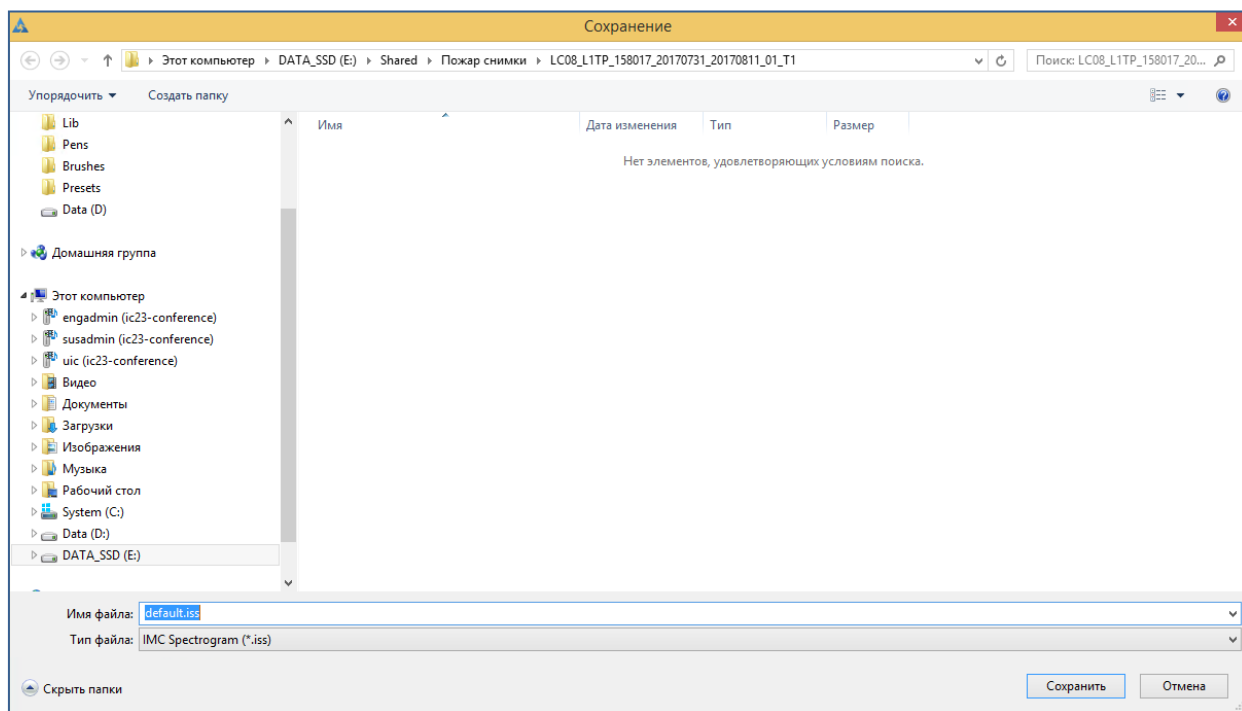 Сохранение
Этот компьютер DATA_SSD (E:) Shared Пожар снимки LC08_L1TP_158017_20170731_20170811_01_T1 Поиск: LC08_L1TP_158017_20...
Упорядочить Создать папку
Имя Дата изменения Тип Размер
Нет элементов, удовлетворяющих условиям поиска.
Lib
Pens
Brushes
Presets
Data (D)
Домашняя группа
Этот компьютер
engadmin (ic23-conference)
susadmin (ic23-conference)
uic (ic23-conference)
Видео
Документы
Загрузки
Изображения
Музыка
Рабочий стол
System (C:)
Data (D:)
DATA_SSD (E:)
Имя файла: default.iss
Тип файла: IMC Spectrogram (*.iss)
Скрыть папки Сохранить Отмена